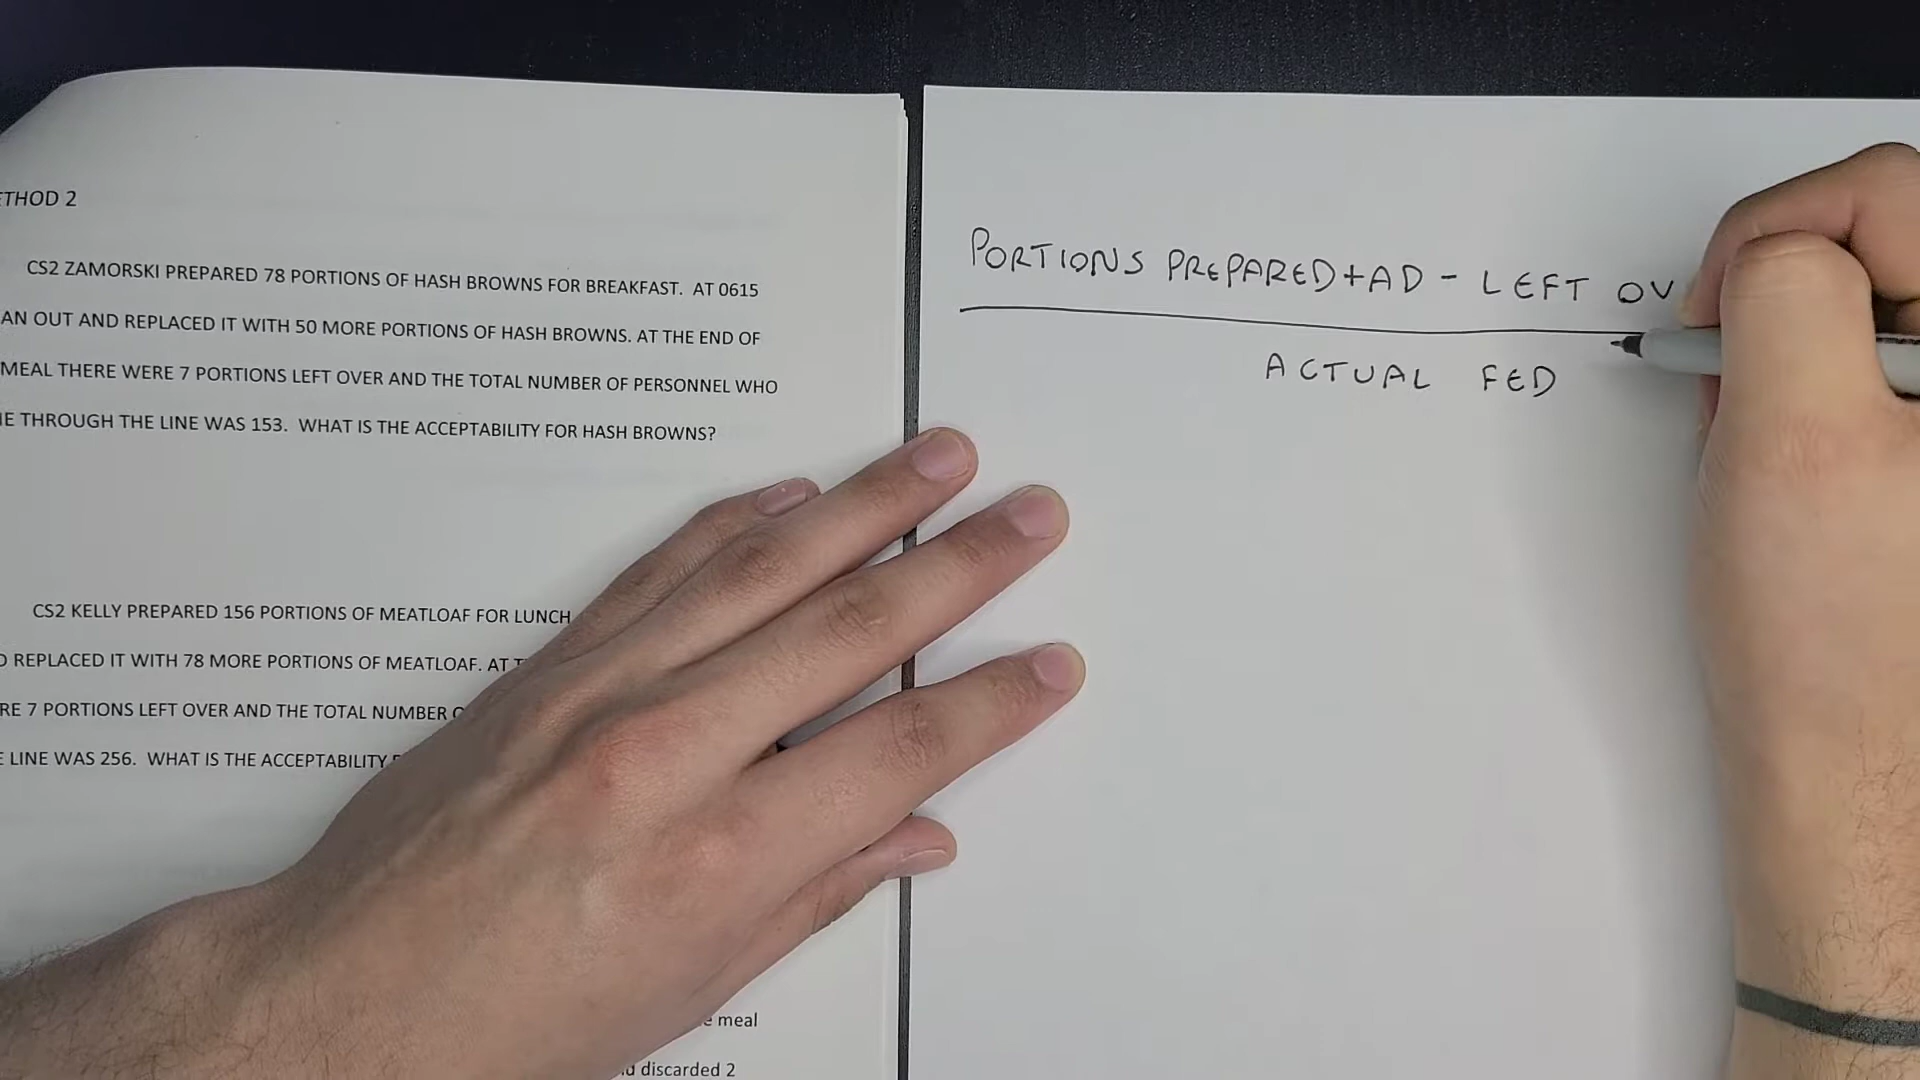 THOD 2
CS2 ZAMORSKI PREPARED 78 PORTIONS OF HASH BROWNS FOR BREAKFAST. AT 0615
AN OUT AND REPLACED IT WITH 50 MORE PORTIONS OF HASH BROWNS. AT THE END OF
MEAL THERE WERE 7 PORTIONS LEFT OVER AND THE TOTAL NUMBER OF PERSONNEL WHO
E THROUGH THE LINE WAS 153. WHAT IS THE ACCEPTABILITY FOR HASH BROWNS?
CS2 KELLY PREPARED 156 PORTIONS OF MEATLOAF FOR LUNCH
REPLACED IT WITH 78 MORE PORTIONS OF MEATLOAF. AT
RE 7 PORTIONS LEFT OVER AND THE TOTAL NUMBER
LINE WAS 256. WHAT IS THE ACCEPTABILITY
meal
discarded 2
PORTIONS PREPARED+AD - LEFT OV
ACTUAL FED